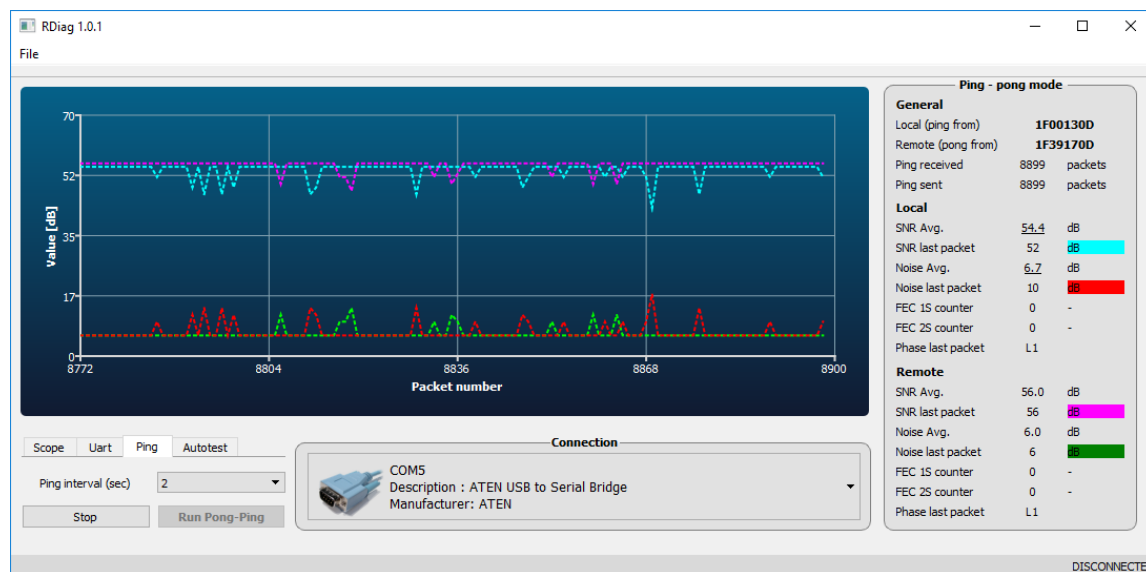 RDiag 1.0.1
File
Value [dB]
70
52
35
17
0
8772 8804 8836 8868 8900
Packet number
Ping - pong mode
General
Local (ping from) 1F00130D
Remote (pong from) 1F39170D
Ping received 8899 packets
Ping sent 8899 packets
Local
SNR Avg. 54.4 dB
SNR last packet 52 dB
Noise Avg. 6.7 dB
Noise last packet 10 dB
FEC 1S counter 0 -
FEC 2S counter 0 -
Phase last packet L1
Remote
SNR Avg. 56.0 dB
SNR last packet 56 dB
Noise Avg. 6.0 dB
Noise last packet 6 dB
FEC 1S counter 0 -
FEC 2S counter 0 -
Phase last packet L1
Scope Uart Ping Autotest
Ping interval (sec) 2
Stop Run Pong-Ping
Connection
COM5
Description : ATEN USB to Serial Bridge
Manufacturer: ATEN
DISCONNECTE